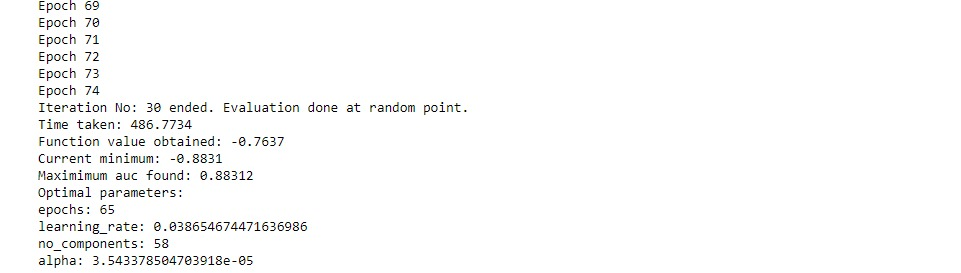 Epoch 69
Epoch 70
Epoch 71
Epoch 72
Epoch 73
Epoch 74
Iteration No: 30 ended. Evaluation done at random point.
Time taken: 486.7734
Function value obtained: -0.7637
Current minimum: -0.8831
Maximimum auc found: 0.88312
Optimal parameters:
epochs: 65
learning_rate: 0.038654674471636986
no_components: 58
alpha: 3.543378504703918e-05